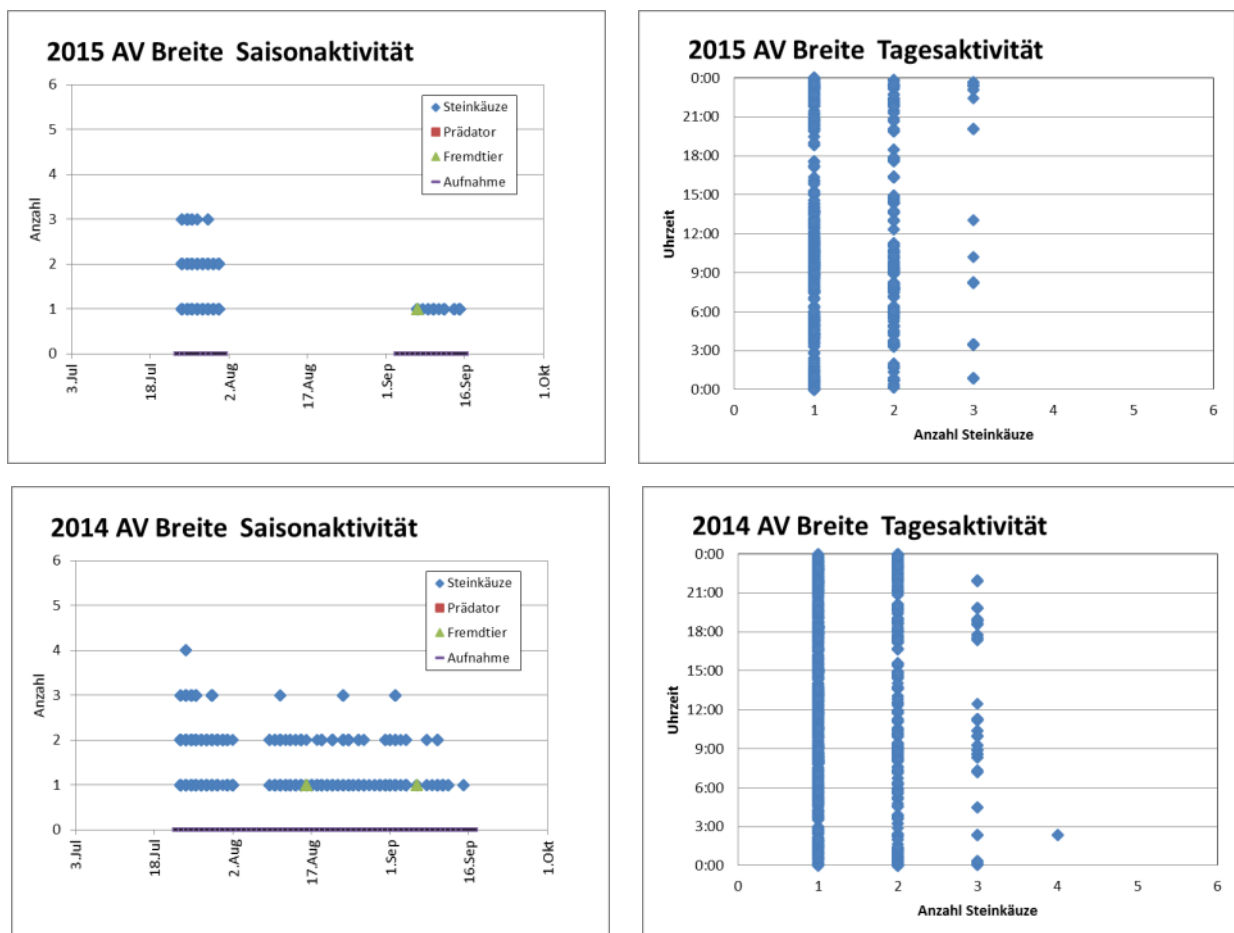 2015 AV Breite Saisonaktivität
6
5
4
3
2
1
0
Anzahl
Steinkäuze
Prädator
Fremdtier
Aufnahme
3.Jul
18.Jul
2.Aug
17.Aug
1.Sep
16.Sep
1.Okt
2015 AV Breite Tagesaktivität
0:00
21:00
18:00
15:00
12:00
9:00
6:00
3:00
0:00
Uhrzeit
0 1 2 3 4 5 6
Anzahl Steinkäuze
2014 AV Breite Saisonaktivität
6
5
4
3
2
1
0
Anzahl
Steinkäuze
Prädator
Fremdtier
Aufnahme
3.Jul
18.Jul
2.Aug
17.Aug
1.Sep
16.Sep
1.Okt
2014 AV Breite Tagesaktivität
0:00
21:00
18:00
15:00
12:00
9:00
6:00
3:00
0:00
Uhrzeit
0 1 2 3 4 5 6
Anzahl Steinkäuze